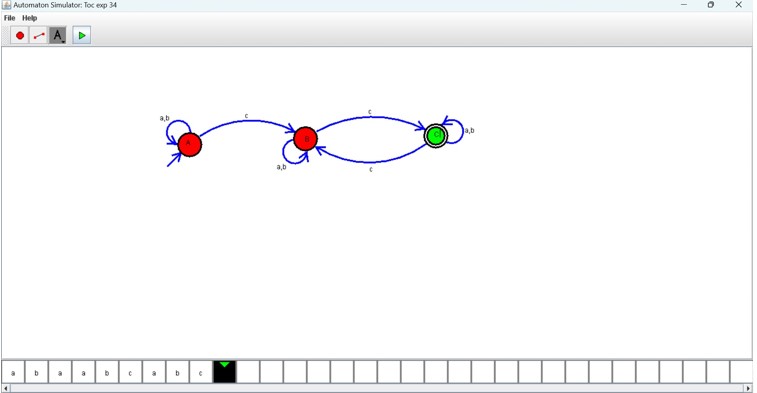 Automaton Simulator: Toc exp 34
File Help
A
c
c
a,b
a,b
A
B
a,b
c
a b a a b c a b c